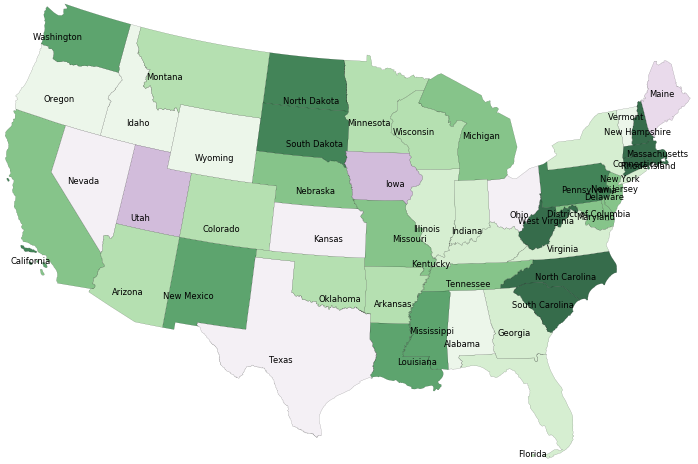 Washington
Maine
Montana
Oregon
North Dakota
Vermont
Idaho
Minnesota
Wisconsin
New Hampshire
Michigan
South Dakota
Massachusetts
Wyoming
Connecticut
Rhode Island
Nevada
Iowa
New York
Nebraska
Pennsylvania
New Jersey
Delaware
Utah
Ohio
District of Columbia
Maryland
West Virginia
Colorado
Illinois
Indiana
Kansas
Missouri
Virginia
California
Kentucky
North Carolina
Tennessee
Arizona
New Mexico
Oklahoma
Arkansas
South Carolina
Mississippi
Georgia
Alabama
Texas
Louisiana
Florida